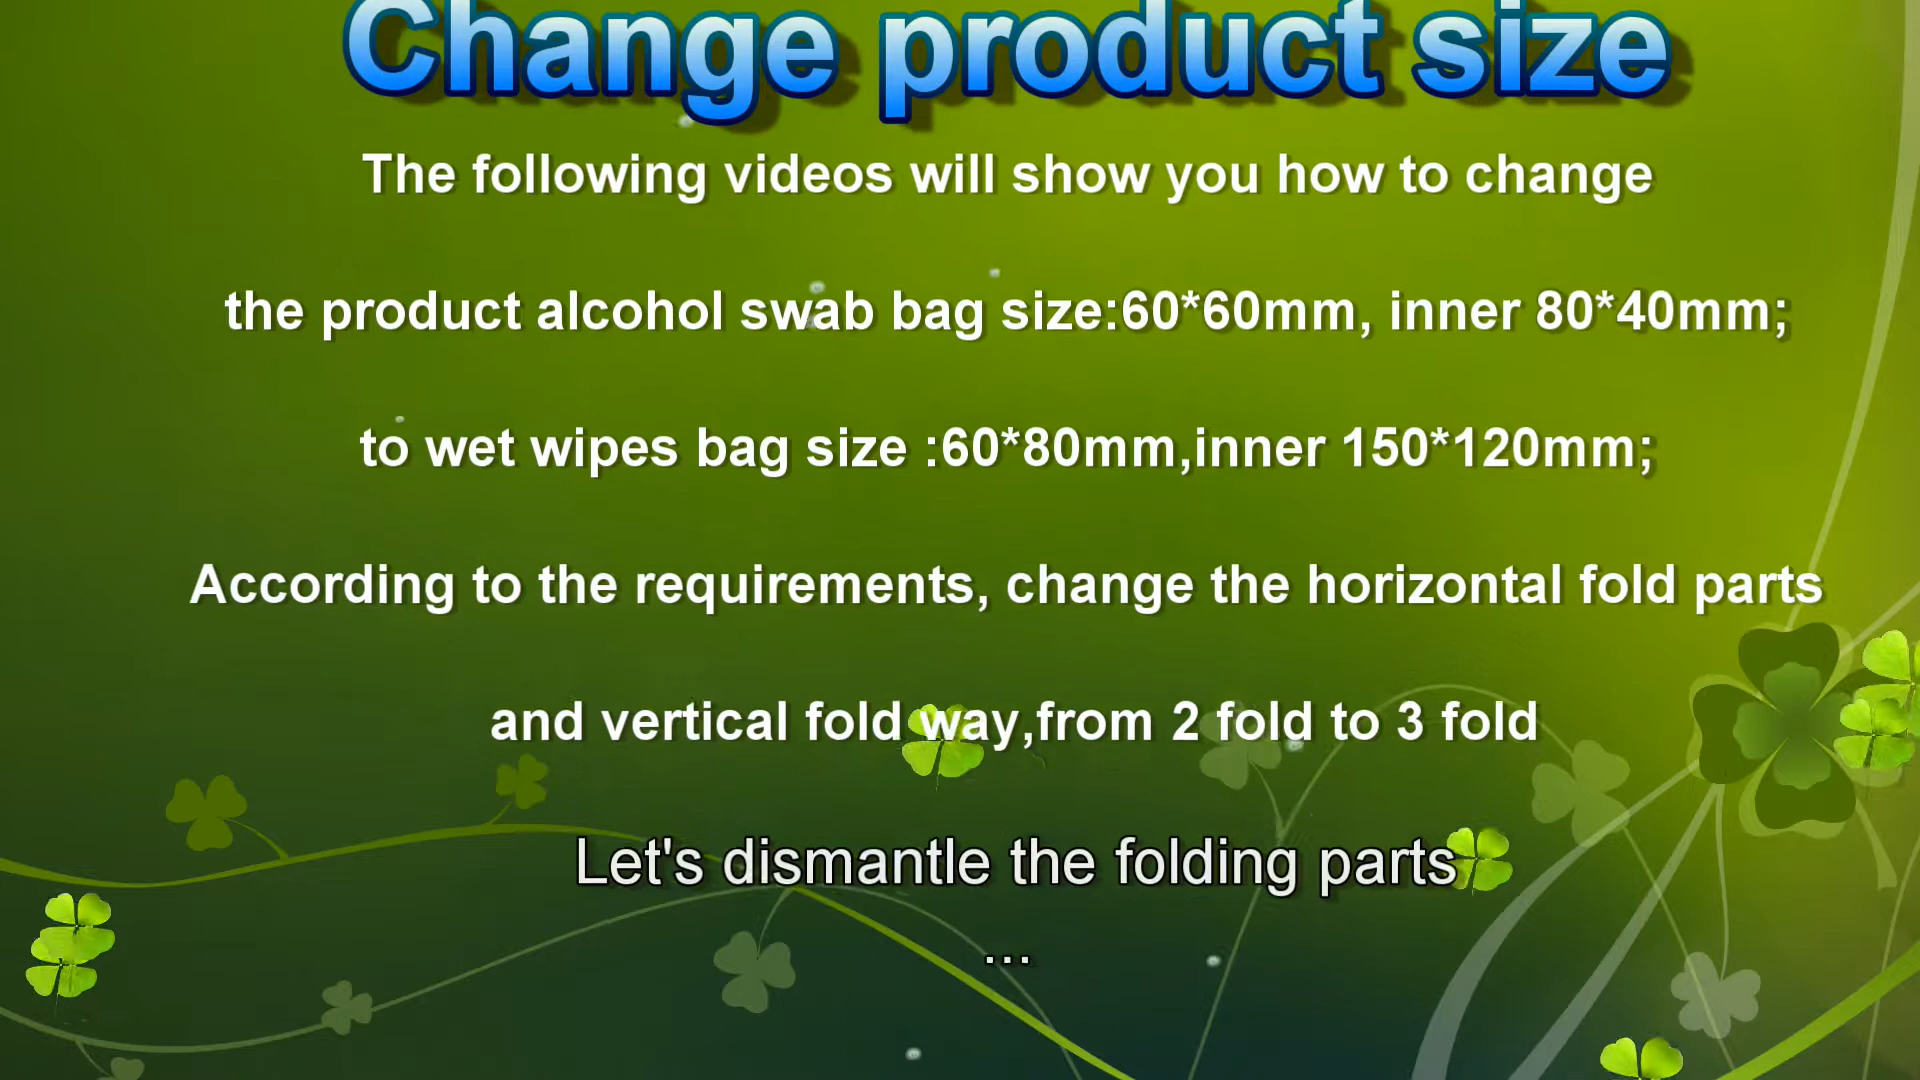 Change product size
The following videos will show you how to change
the product alcohol swab bag size:60*60mm, inner 80*40mm;
to wet wipes bag size :60*80mm,inner 150*120mm;
According to the requirements, change the horizontal fold parts
and vertical fold way,from 2 fold to 3 fold
Let's dismantle the folding parts
...